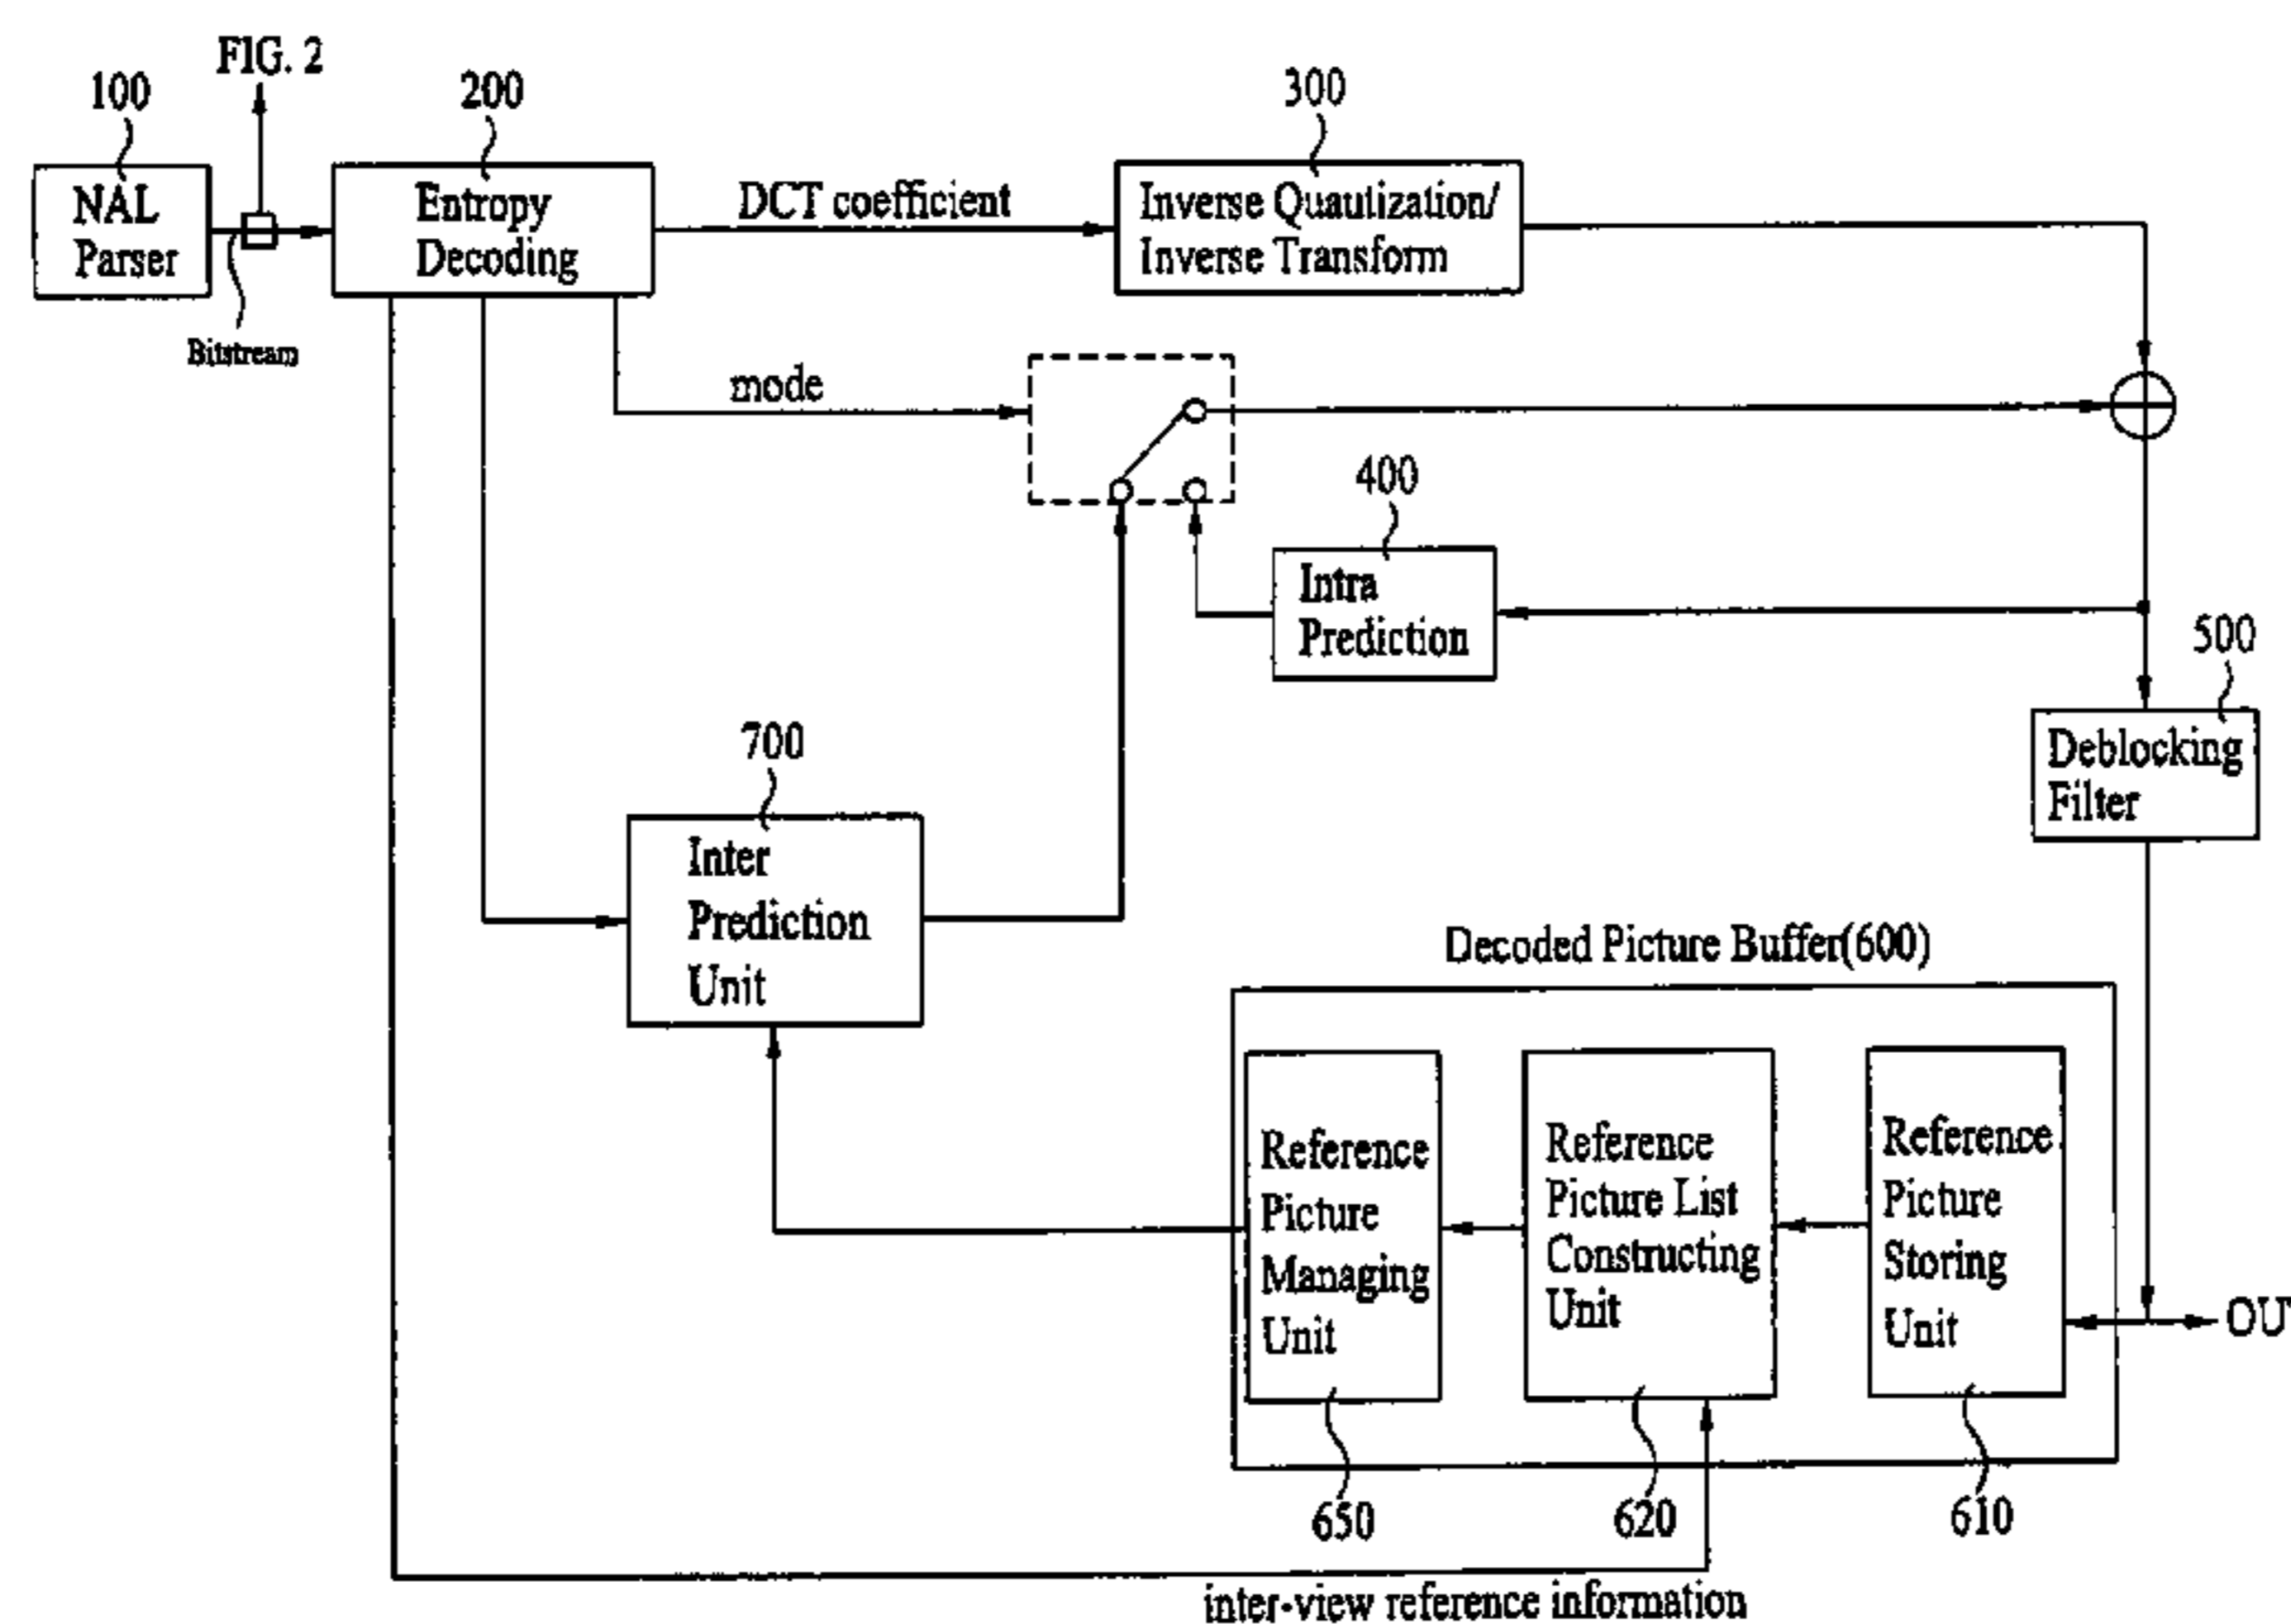 FIG. 2
100
200
300
NAL
Parser
Entropy
Decoding
DCT coefficient
Inverse Quautization/
Inverse Transform
Bitstream
mode
400
Intra
Prediction
500
Deblocking
Filter
700
Inter
Prediction
Unit
Decoded Picture Buffer(600)
Reference
Picture
Managing
Unit
Reference
Picture List
Constructing
Unit
Reference
Picture
Storing
Unit
OU
650
620
610
inter-view reference information